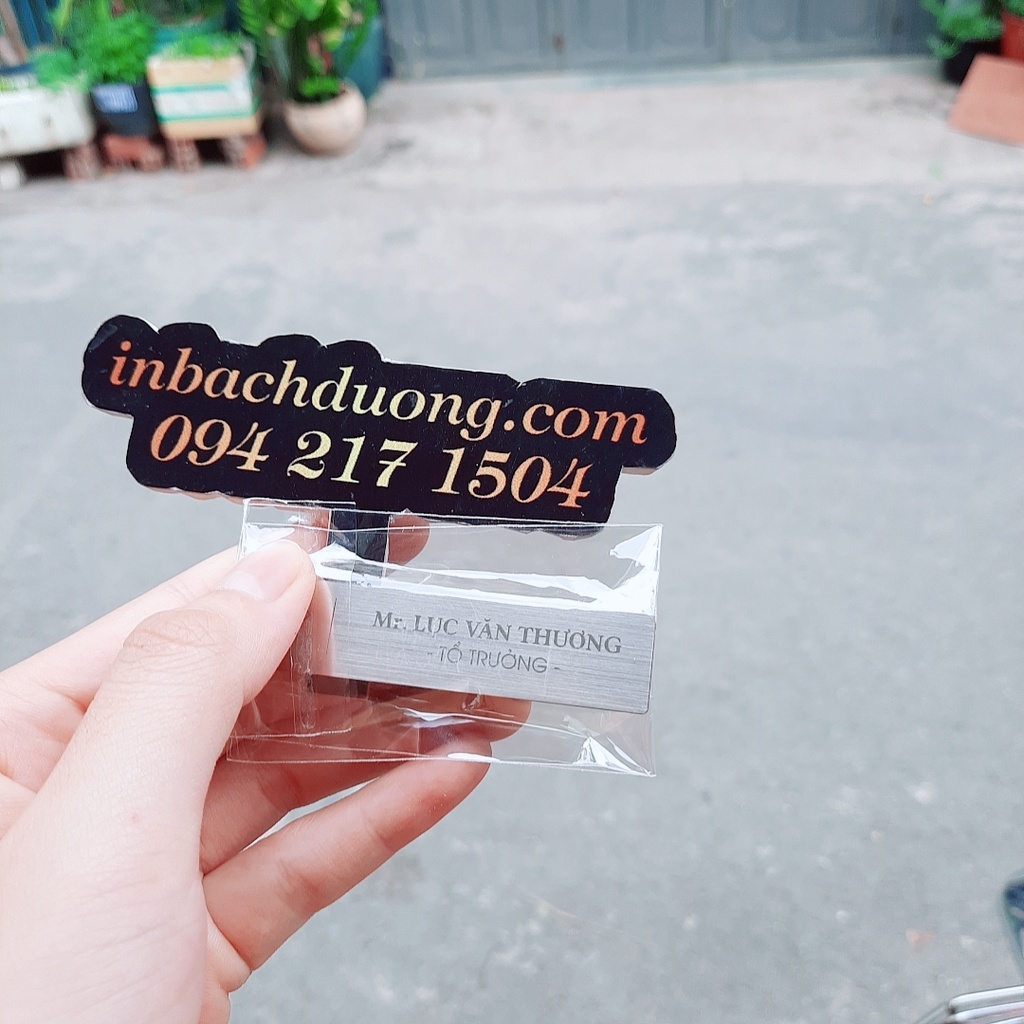 inbachduong.com
094 217 1504
Mr. LỤC VĂN THƯƠNG
- TỔ TRƯỞNG -